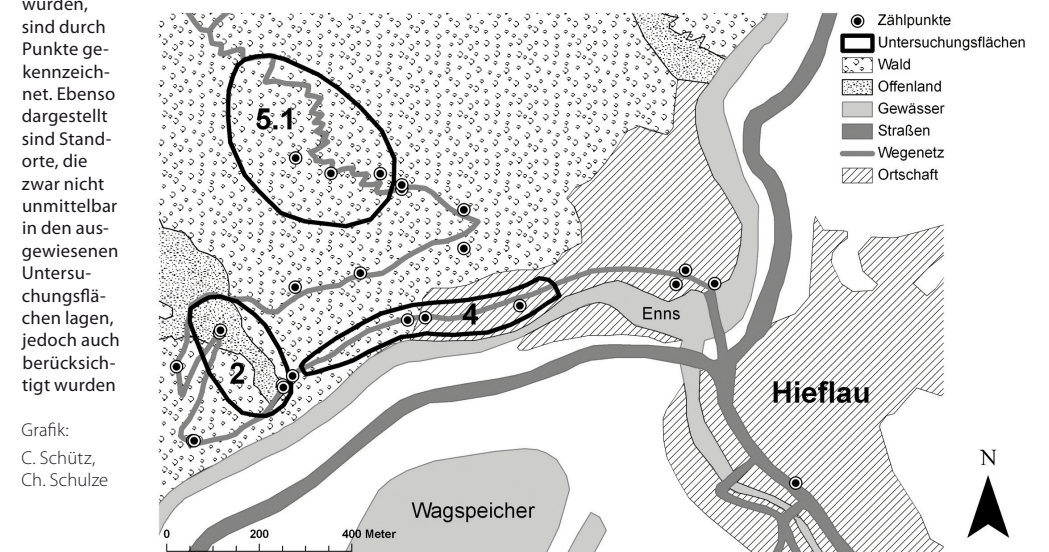 wurden,
sind durch
Punkte ge-
kennzeich-
net. Ebenso
dargestellt
sind Stand-
orte, die
zwar nicht
unmittelbar
in den aus-
gewiesenen
Untersu-
chungsflä-
chen lagen,
jedoch auch
berücksich-
tigt wurden
Grafik:
C. Schütz,
Ch. Schulze
5.1
4
2
Enns
Hieflau
Wagspeicher
0 200 400 Meter
Zählpunkte
Untersuchungsflächen
Wald
Offenland
Gewässer
Straßen
Wegenetz
Ortschaft
N